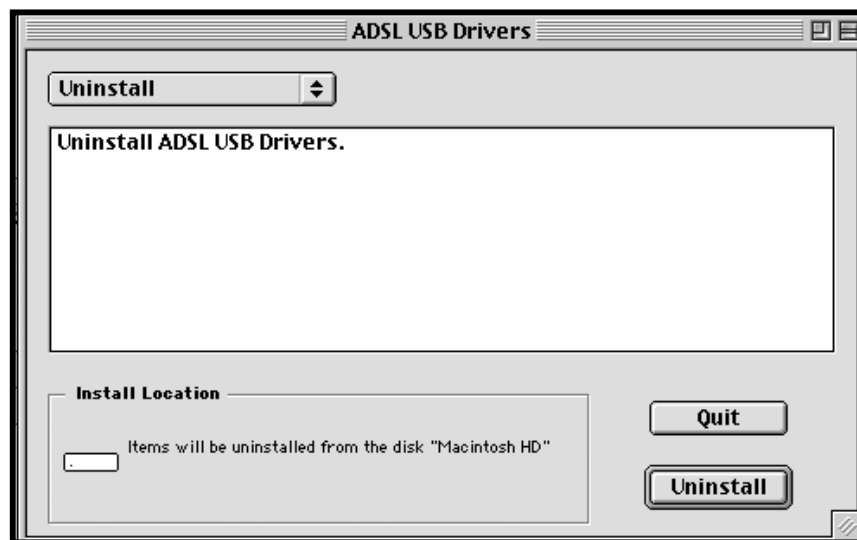 ADSL USB Drivers
Uninstall
Uninstall ADSL USB Drivers.
Install Location
Items will be uninstalled from the disk "Macintosh HD"
Quit
Uninstall